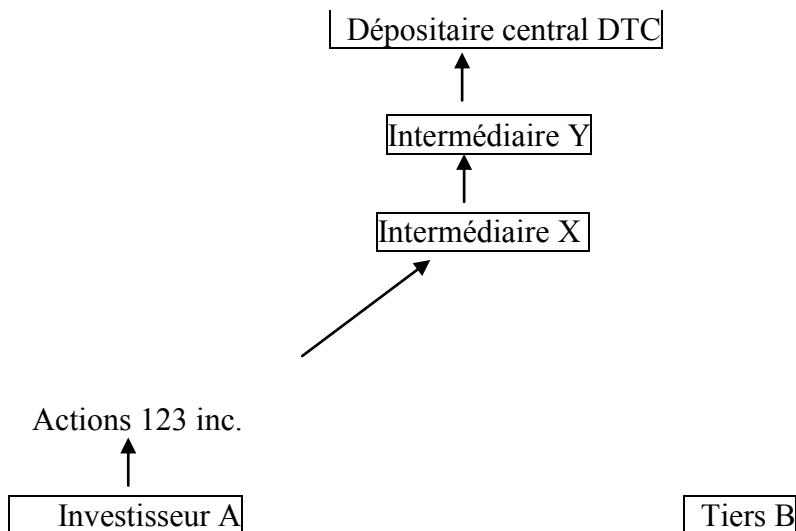 Dépositaire central DTC
Intermédiaire Y
Intermédiaire X
Actions 123 inc.
Investisseur A
Tiers B